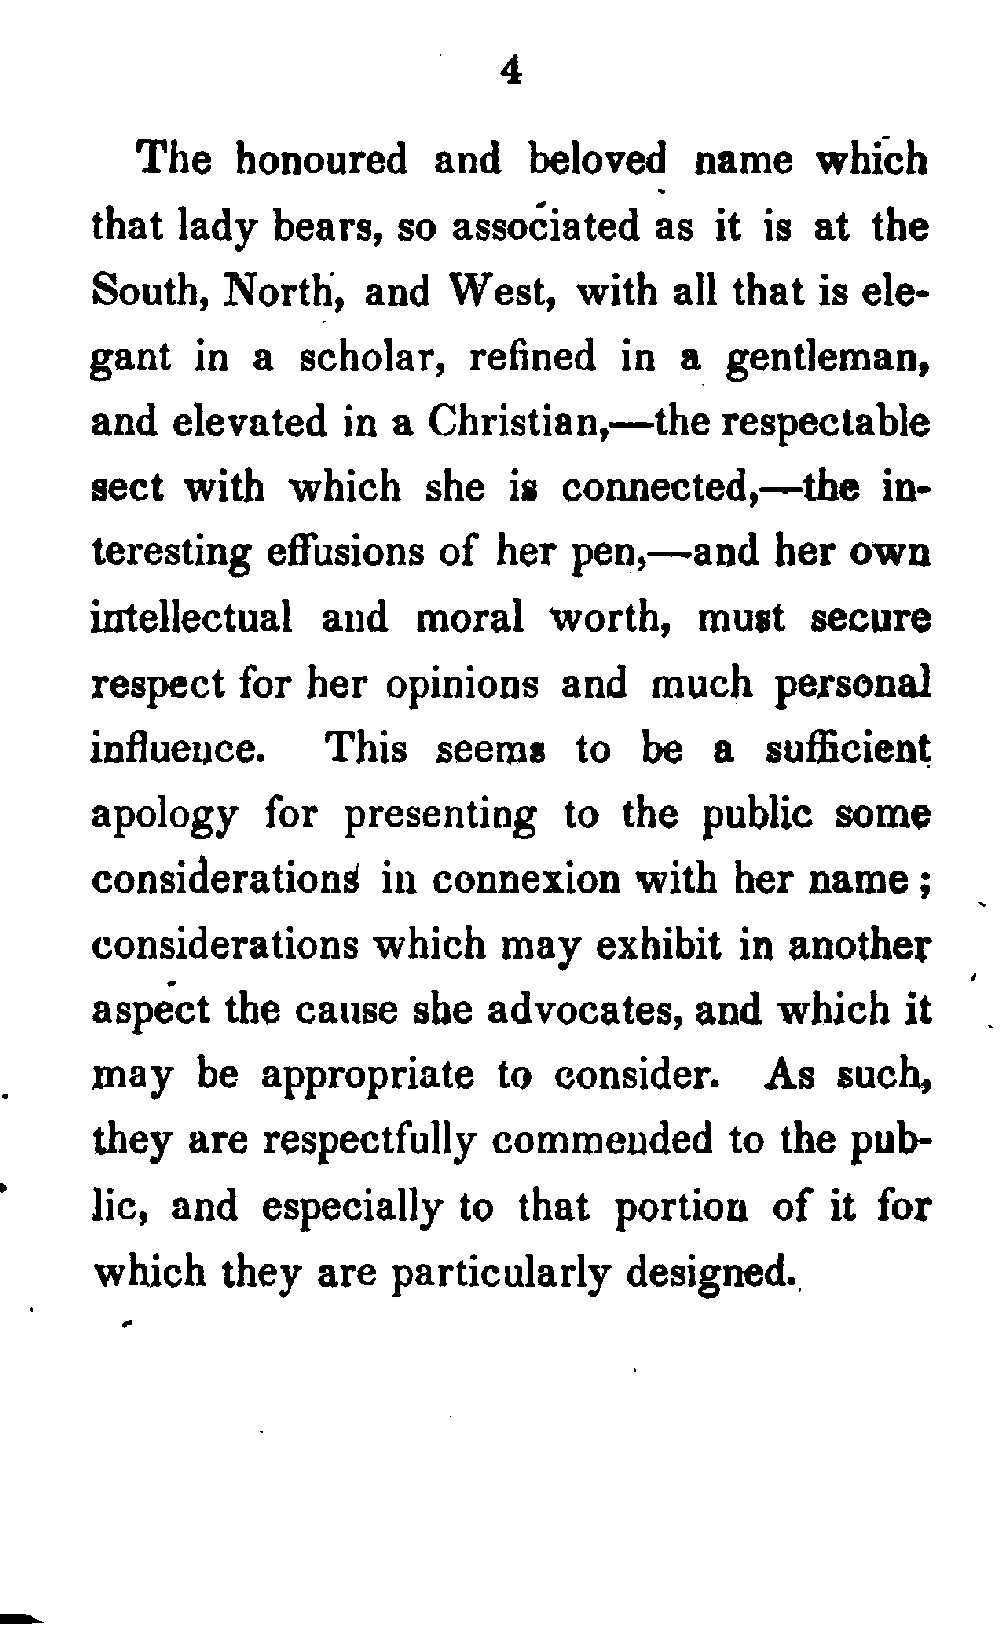 4
The honoured and beloved name which
that lady bears, so associated as it is at the
South, North, and West, with all that is ele-
gant in a scholar, refined in a gentleman,
and elevated in a Christian,—the respectable
sect with which she is connected,—the in-
teresting effusions of her pen,—and her own
intellectual and moral worth, must secure
respect for her opinions and much personal
influence. This seems to be a sufficient
apology for presenting to the public some
considerations in connexion with her name;
considerations which may exhibit in another
aspect the cause she advocates, and which it
may be appropriate to consider. As such,
they are respectfully commended to the pub-
lic, and especially to that portion of it for
which they are particularly designed.